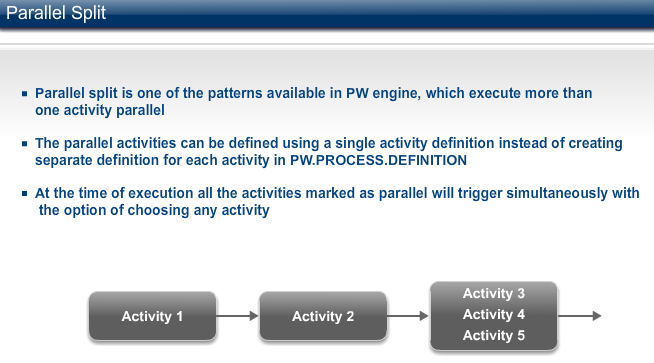 Parallel Split
Parallel split is one of the patterns available in PW engine, which execute more than
one activity parallel
The parallel activities can be defined using a single activity definition instead of creating
separate definition for each activity in PW.PROCESS.DEFINITION
At the time of execution all the activities marked as parallel will trigger simultaneously with
the option of choosing any activity
Activity 1
Activity 2
Activity 3
Activity 4
Activity 5